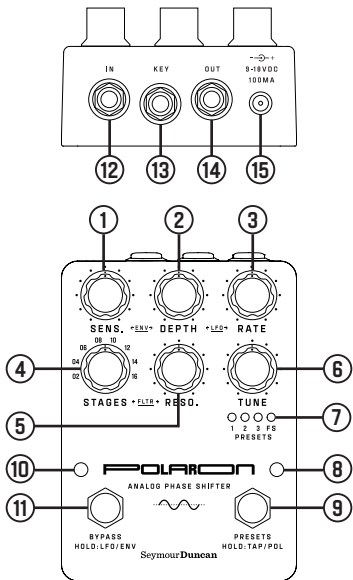 IN KEY OUT
9-18VDC
100MA
12 13 14 15
1 2 3
SENS. ←ENV→ DEPTH ←LFO→ RATE
08 10
06 12
04 14
02 16
4 6
STAGES ←FLTR→ RESO. TUNE
5 7
1 2 3 FS
PRESETS
10 POLARON 8
ANALOG PHASE SHIFTER
11 9
BYPASS PRESETS
HOLD:LFO/ENV HOLD:TAP/POL
Seymour Duncan